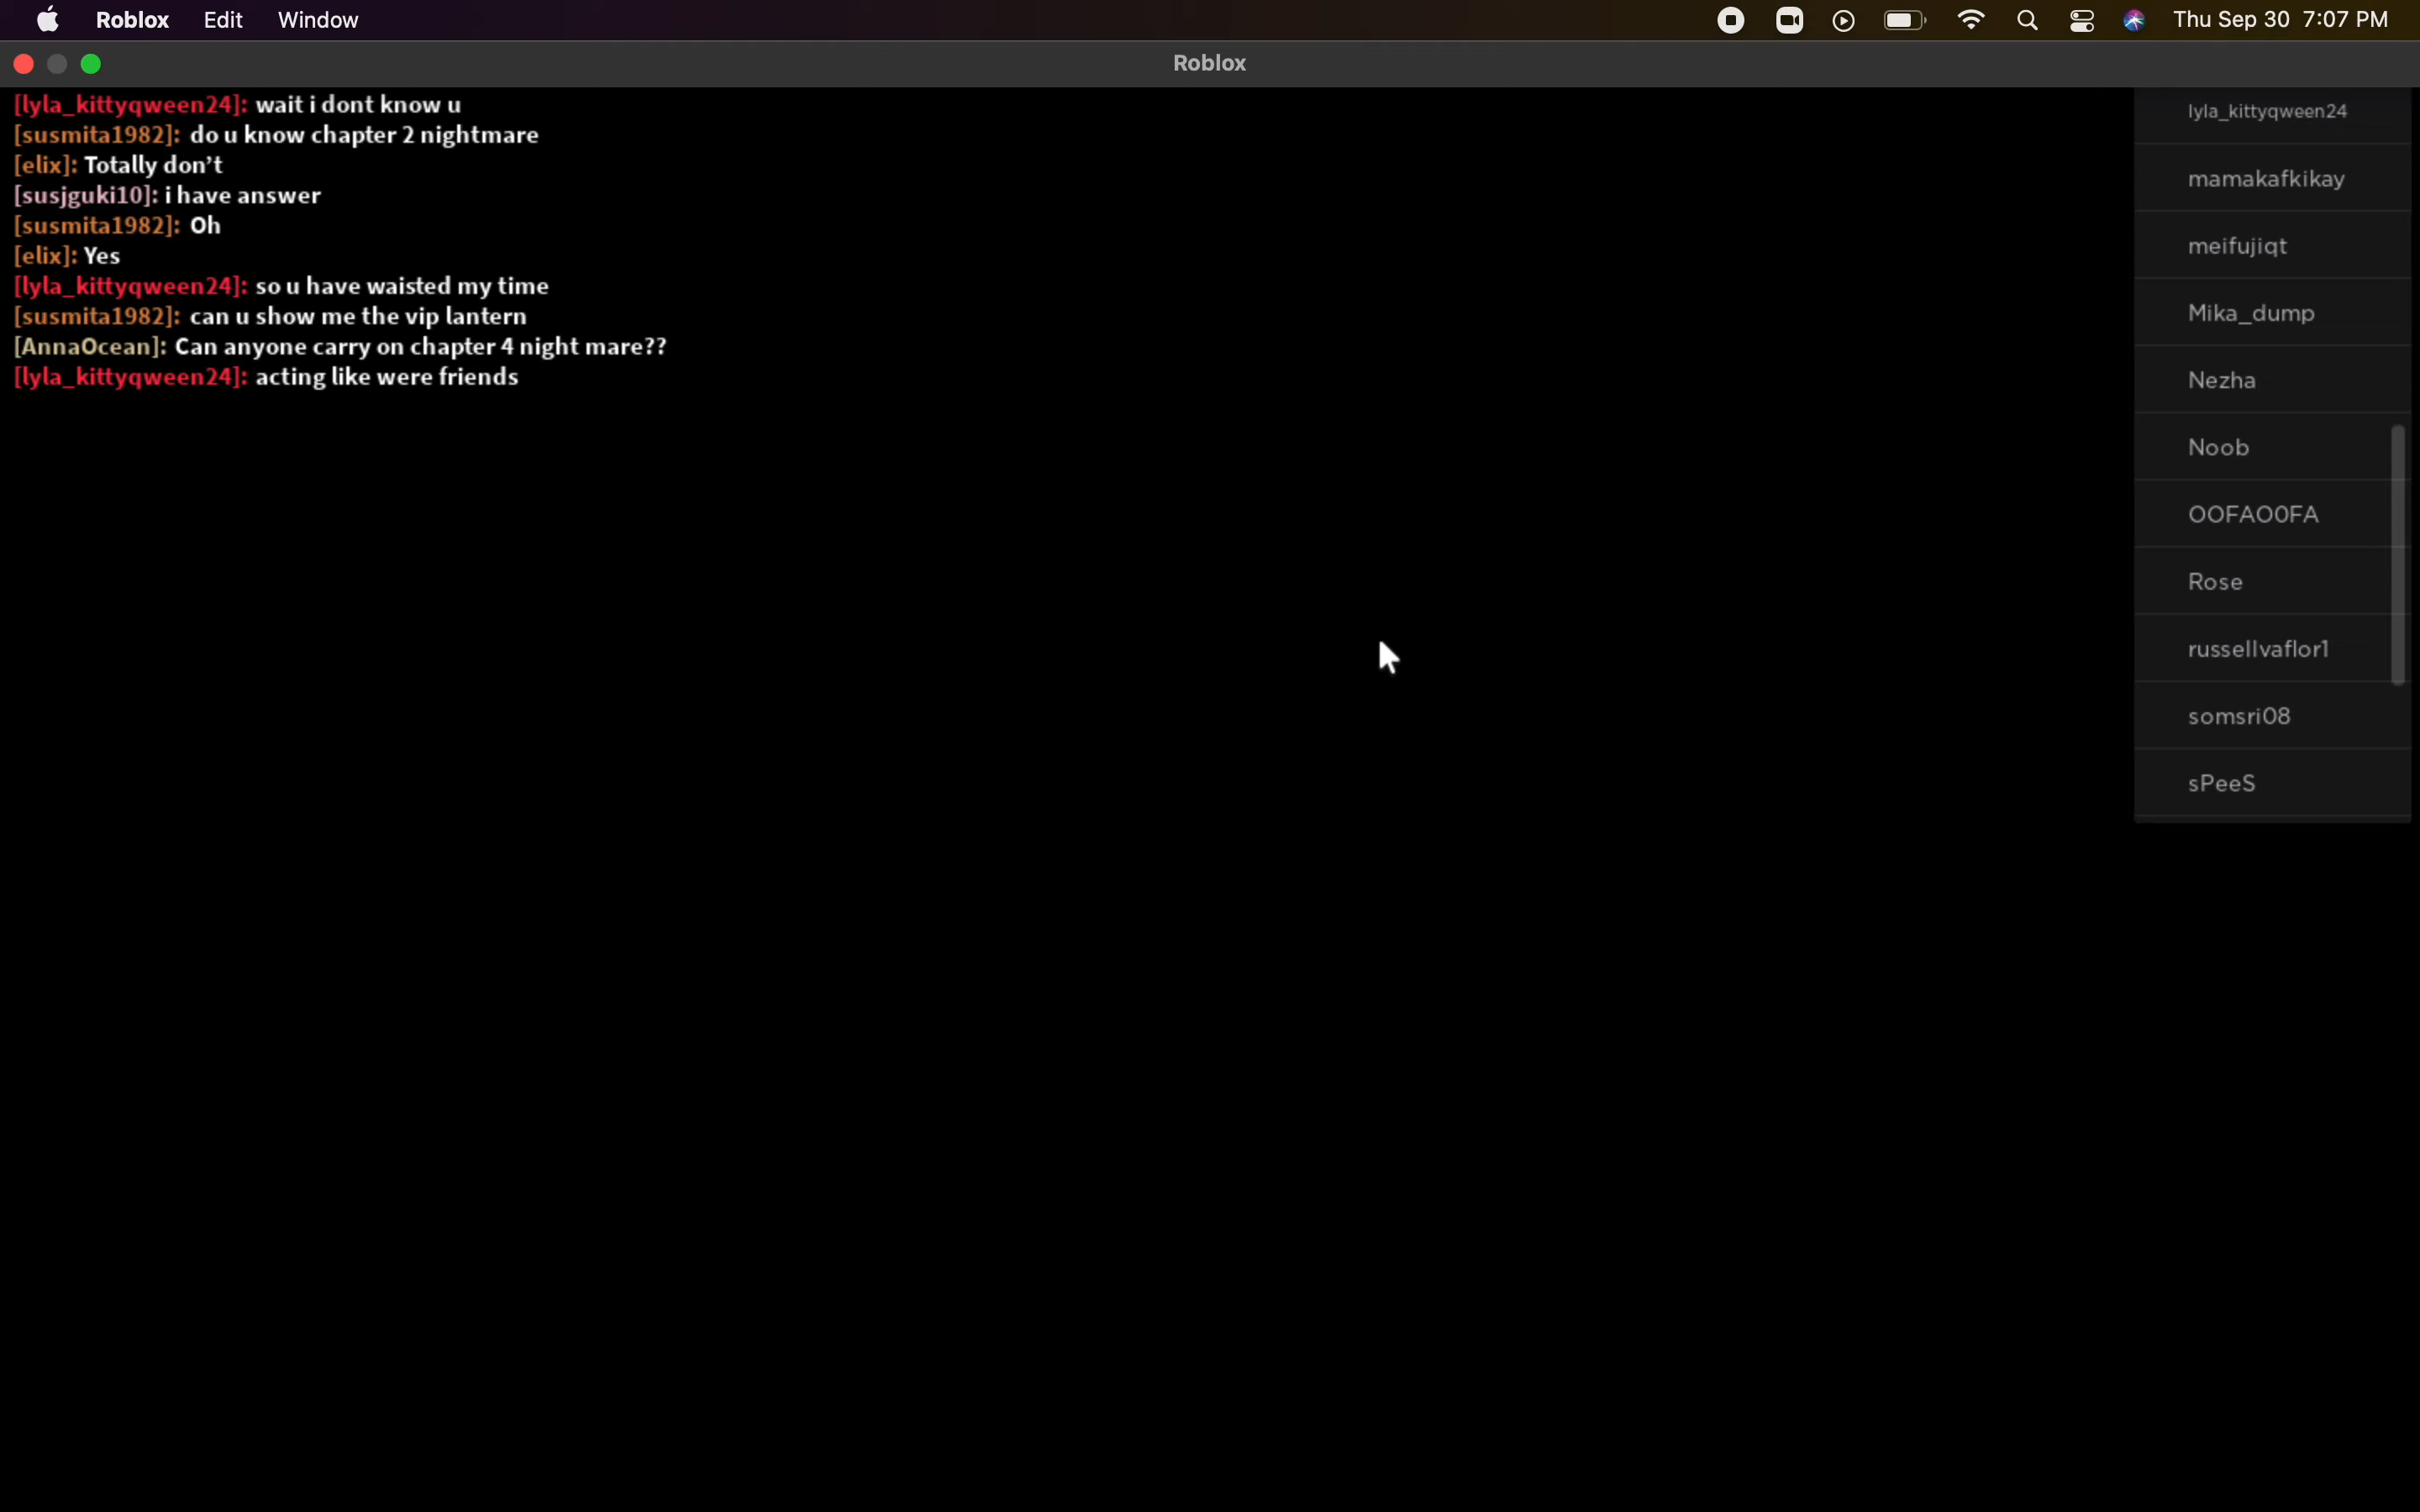 Roblox Edit Window Thu Sep 30 7:07 PM
Roblox
[lyla_kittyqween24]: wait i dont know u
[susmita1982]: do u know chapter 2 nightmare
[elix]: Totally don't
[susjguki10]: i have answer
[susmita1982]: Oh
[elix]: Yes
[lyla_kittyqween24]: so u have waisted my time
[susmita1982]: can u show me the vip lantern
[AnnaOcean]: Can anyone carry on chapter 4 night mare??
[lyla_kittyqween24]: acting like were friends
lyla_kittyqween24
mamakafkikay
meifujiqt
Mika_dump
Nezha
Noob
OOFAO0FA
Rose
russellvaflor1
somsri08
sPeeS